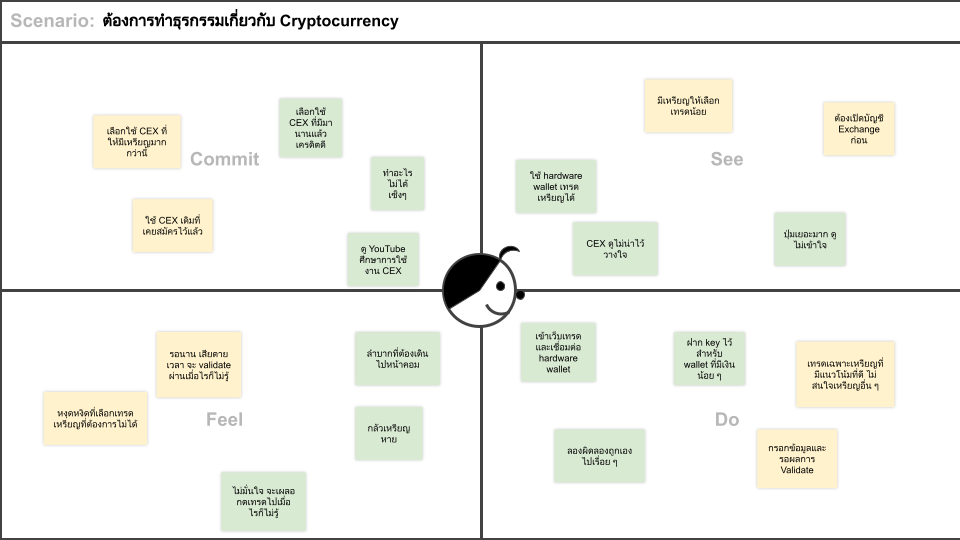 Scenario: ต้องการทำธุรกรรมเกี่ยวกับ Cryptocurrency
Commit
เลือกใช้ CEX ที่
ให้มีเหรียญมาก
กว่านี้
เลือกใช้
CEX ที่มีมา
นานแล้ว
เครดิตดี
ทำอะไร
ไม่ได้
เซ็งๆ
ใช้ CEX เดิมที่
เคยสมัครไว้แล้ว
ดู YouTube
ศึกษาการใช้
งาน CEX
See
มีเหรียญให้เลือก
เทรดน้อย
ต้องเปิดบัญชี
Exchange
ก่อน
ใช้ hardware
wallet เทรด
เหรียญได้
CEX ดูไม่น่าไว้
วางใจ
ปุ่มเยอะมาก ดู
ไม่เข้าใจ
Feel
รอนาน เสียดาย
เวลา จะ validate
ผ่านเมื่อไรก็ไม่รู้
ลำบากที่ต้องเดิน
ไปหน้าคอม
หงุดหงิดที่เลือกเทรด
เหรียญที่ต้องการไม่ได้
กลัวเหรียญ
หาย
ไม่มั่นใจ จะเผลอ
กดเทรดไปเมื่อ
ไรก็ไม่รู้
Do
เข้าเว็บเทรด
และเชื่อมต่อ
hardware
wallet
ฝาก key ไว้
สำหรับ
wallet ที่มีเงิน
น้อย ๆ
เทรดเฉพาะเหรียญที่
มีแนวโน้มที่ดี ไม่
สนใจเหรียญอื่น ๆ
ลองผิดลองถูกเอง
ไปเรื่อย ๆ
กรอกข้อมูลและ
รอผลการ
Validate